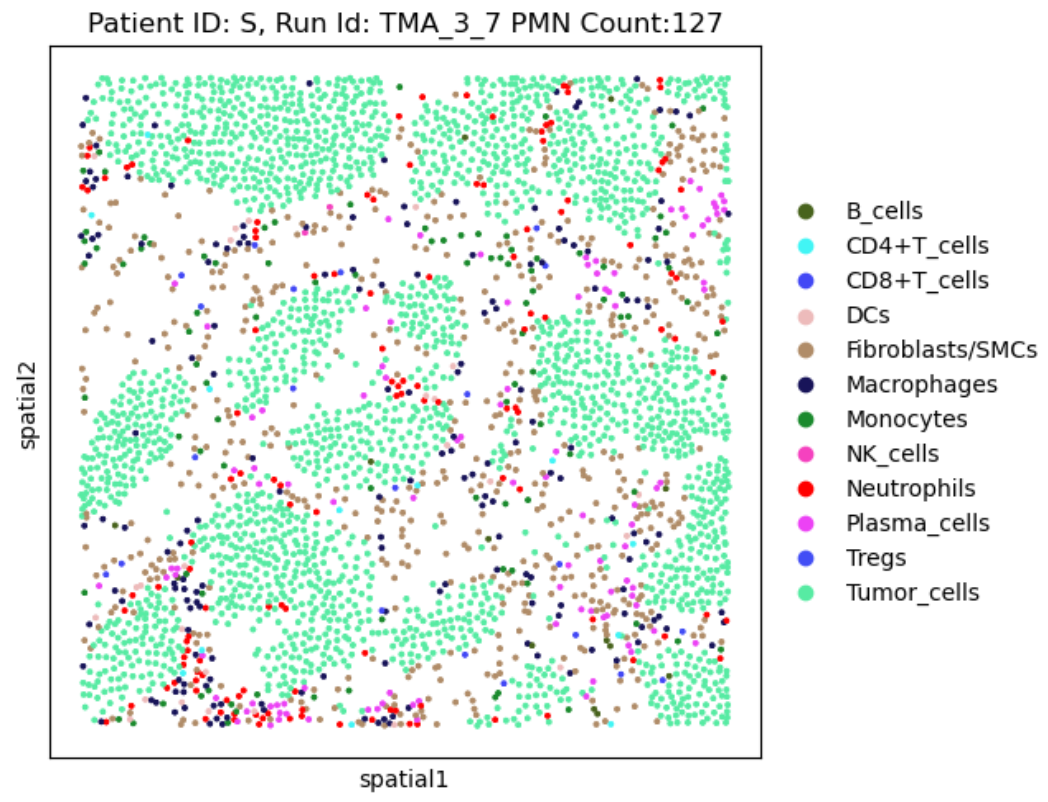 Patient ID: S, Run Id: TMA_3_7 PMN Count:127
spatial2
spatial1
B_cells
CD4+T_cells
CD8+T_cells
DCs
Fibroblasts/SMCs
Macrophages
Monocytes
NK_cells
Neutrophils
Plasma_cells
Tregs
Tumor_cells